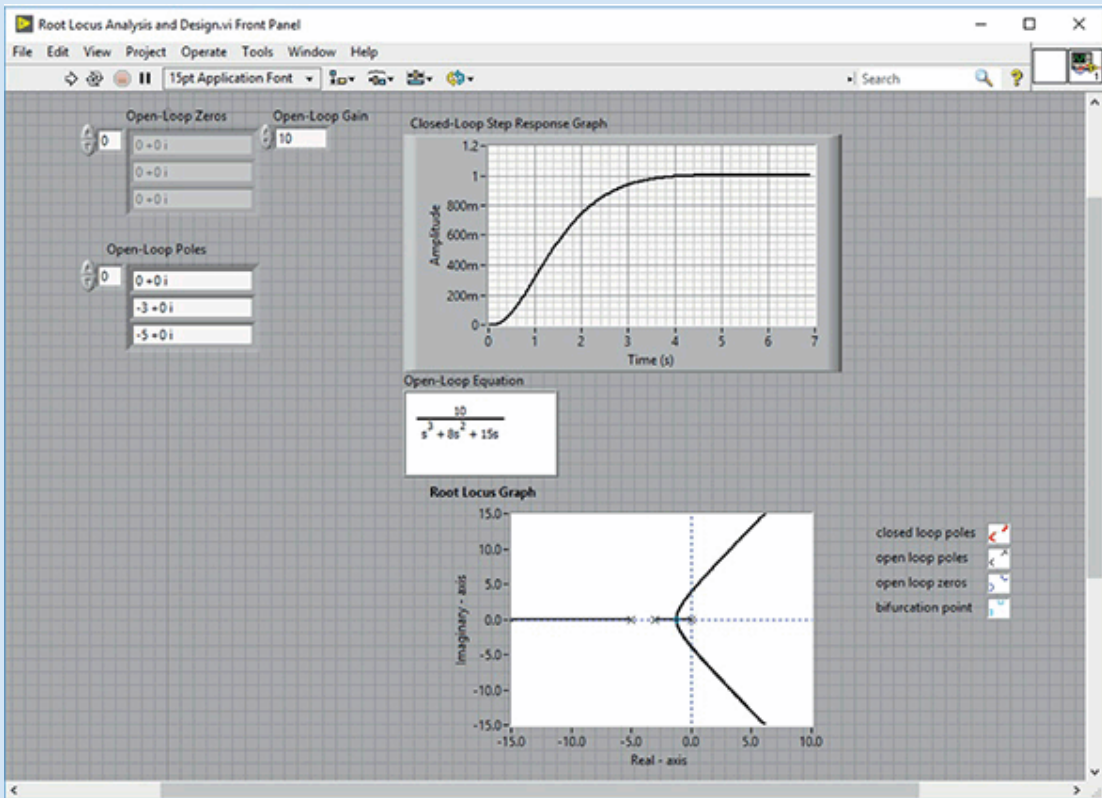 Root Locus Analysis and Design.vi Front Panel
File Edit View Project Operate Tools Window Help
15pt Application Font
Search
Open-Loop Zeros
Open-Loop Gain
0
0 +0 i
0 +0 i
0 +0 i
10
Open-Loop Poles
0
0 +0 i
-3 +0 i
-5 +0 i
Closed-Loop Step Response Graph
Amplitude
1.2
1
800m
600m
400m
200m
0
0 1 2 3 4 5 6 7
Time (s)
Open-Loop Equation
10
s³ + 8s² + 15s
Root Locus Graph
Imaginary - axis
15.0
10.0
5.0
0.0
-5.0
-10.0
-15.0
-15.0 -10.0 -5.0 0.0 5.0 10.0
Real - axis
closed loop poles
open loop poles
open loop zeros
bifurcation point